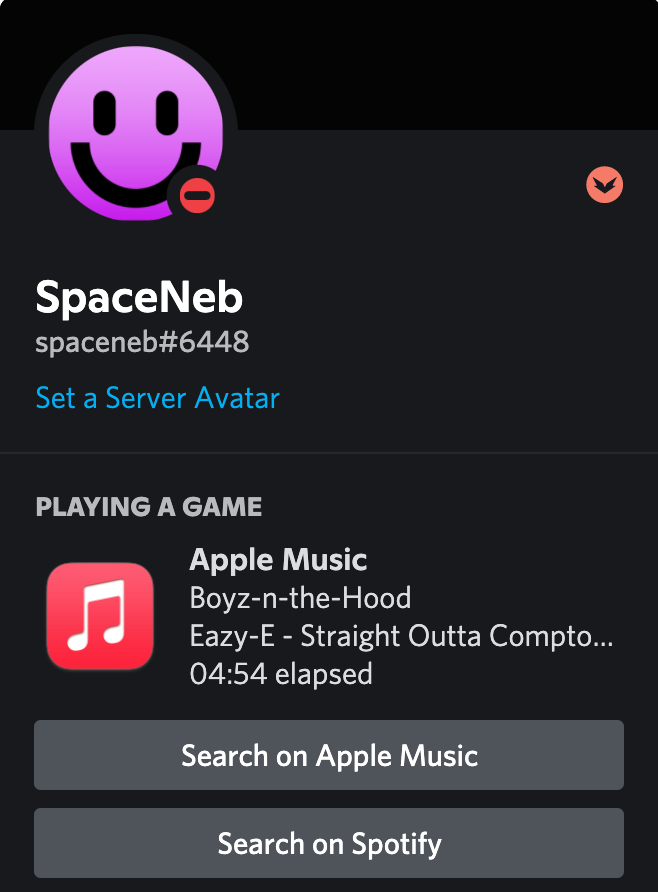 SpaceNeb
spaceneb#6448
Set a Server Avatar
PLAYING A GAME
Apple Music
Boyz-n-the-Hood
Eazy-E - Straight Outta Compto...
04:54 elapsed
Search on Apple Music
Search on Spotify